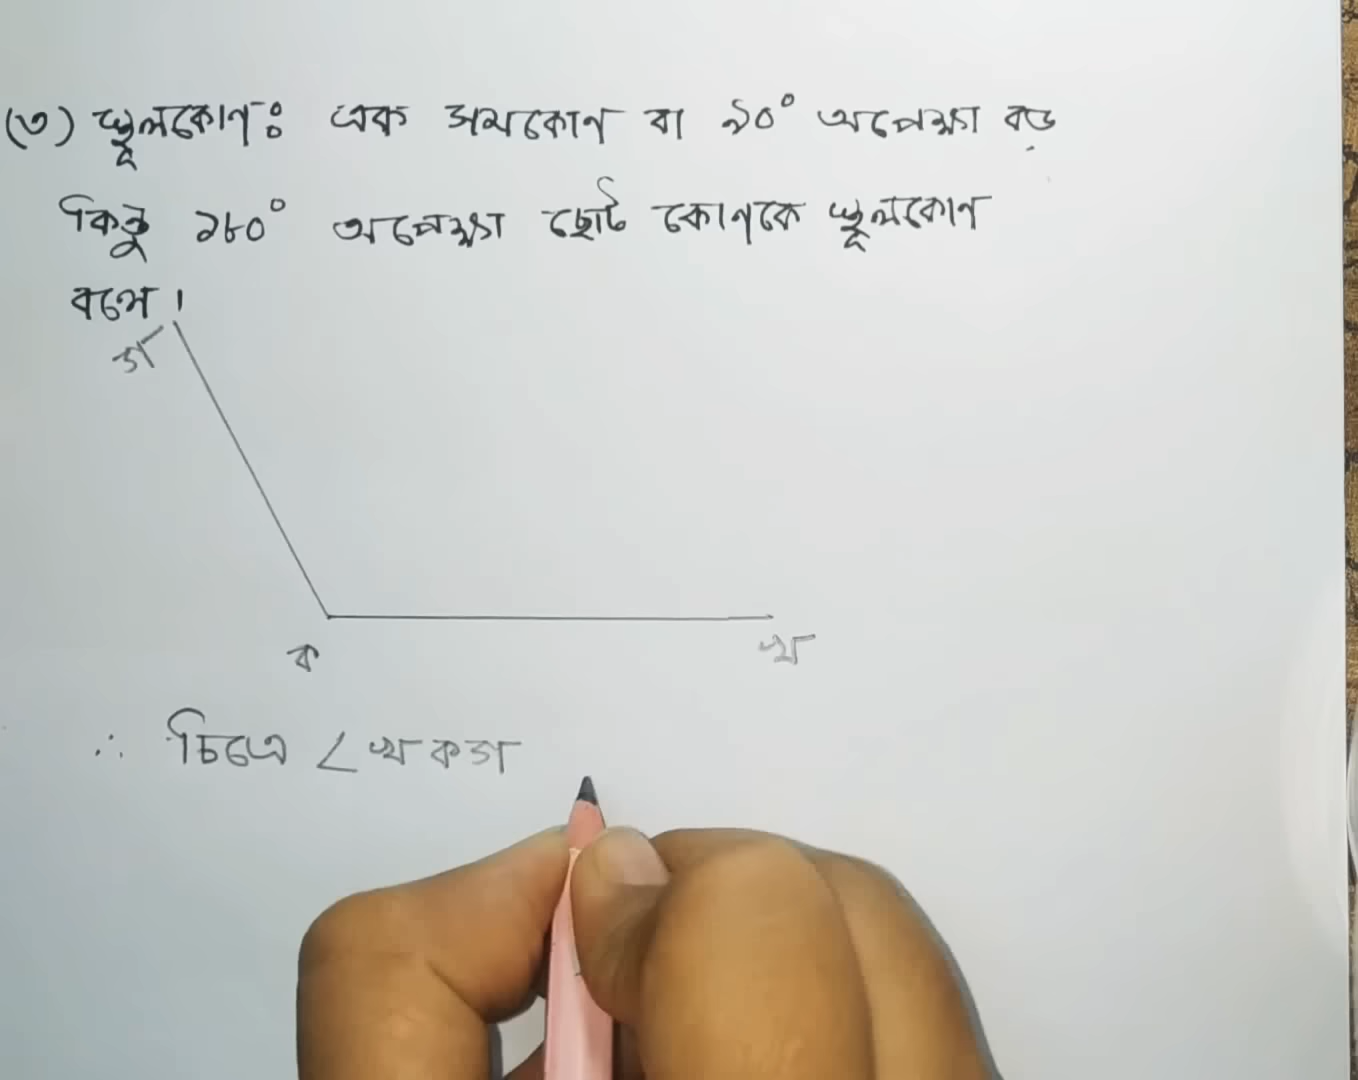 (৩) স্থূলকোণঃ এক সমকোণ বা ৯০° অপেক্ষা বড়
কিন্তু ১৮০° অপেক্ষা ছোট কোণকে স্থূলকোণ
বলে।
গ
ক
খ
∴ চিত্রে ∠খকগ